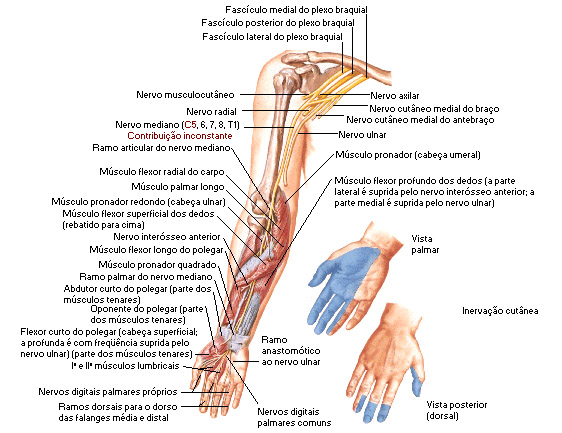 Fascículo medial do plexo braquial
Fascículo posterior do plexo braquial
Fascículo lateral do plexo braquial
Nervo musculocutâneo
Nervo axilar
Nervo radial
Nervo cutâneo medial do braço
Nervo cutâneo medial do antebraço
Nervo mediano (C5, 6, 7, 8, T1)
Contribuição inconstante
Nervo ulnar
Ramo articular do nervo mediano
Músculo pronador (cabeça umeral)
Músculo flexor radial do carpo
Músculo palmar longo
Músculo flexor profundo dos dedos (a parte
lateral é suprida pelo nervo interósseo anterior; a
parte medial é suprida pelo nervo ulnar)
Músculo pronador redondo (cabeça ulnar)
Músculo flexor superficial dos dedos
(rebatido para cima)
Nervo interósseo anterior
Músculo flexor longo do polegar
Músculo pronador quadrado
Ramo palmar do nervo mediano
Abdutor curto do polegar (parte dos
músculos tenares)
Oponente do polegar (parte
dos músculos tenares)
Flexor curto do polegar (cabeça superficial;
a profunda é com freqüência suprida pelo
nervo ulnar) (parte dos músculos tenares)
Iª e IIª músculos lumbricais
Nervos digitais palmares próprios
Ramos dorsais para o dorso
das falanges média e distal
Ramo
anastomótico
ao nervo ulnar
Nervos digitais
palmares comuns
Vista
palmar
Inervação cutânea
Vista posterior
(dorsal)